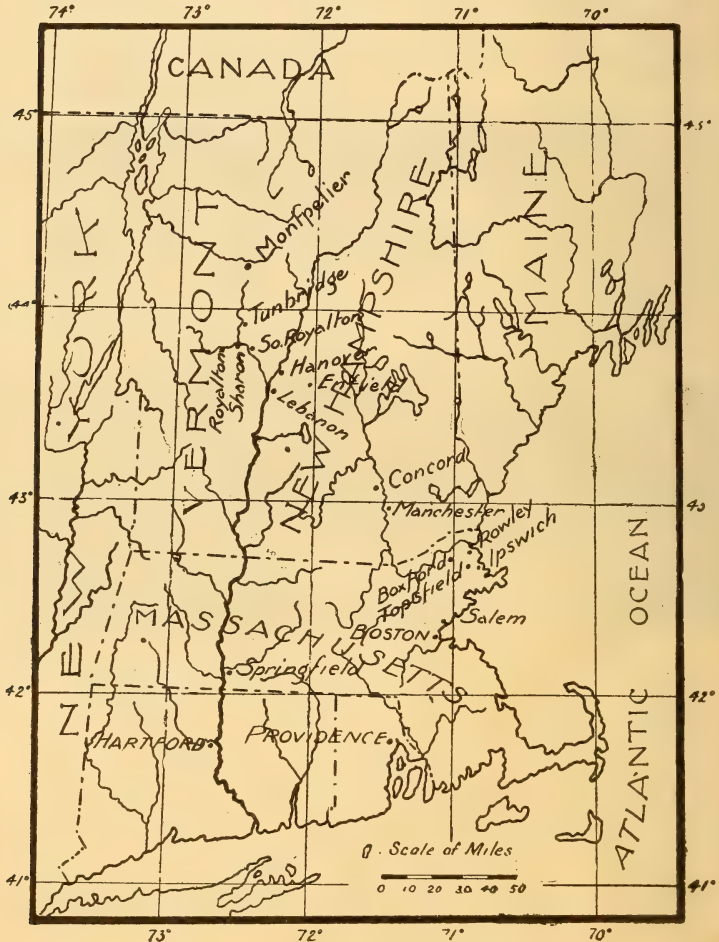 74° 73° 72° 71° 70°
CANADA
45°
45°
NEW YORK
VERMONT
NEW HAMPSHIRE
MAINE
Montpelier
44°
44°
Tunbridge
So. Royalton
Royalton
Sharon
Hanover
Enfield
Lebanon
Concord
43°
43
Manchester
Rowley
Ipswich
Boxford
Topsfield
MASSACHUSETTS
Salem
BOSTON
Springfield
42°
42°
HARTFORD
PROVIDENCE
ATLANTIC OCEAN
Scale of Miles
0 10 20 30 40 50
41°
41°
73° 72° 71° 70°